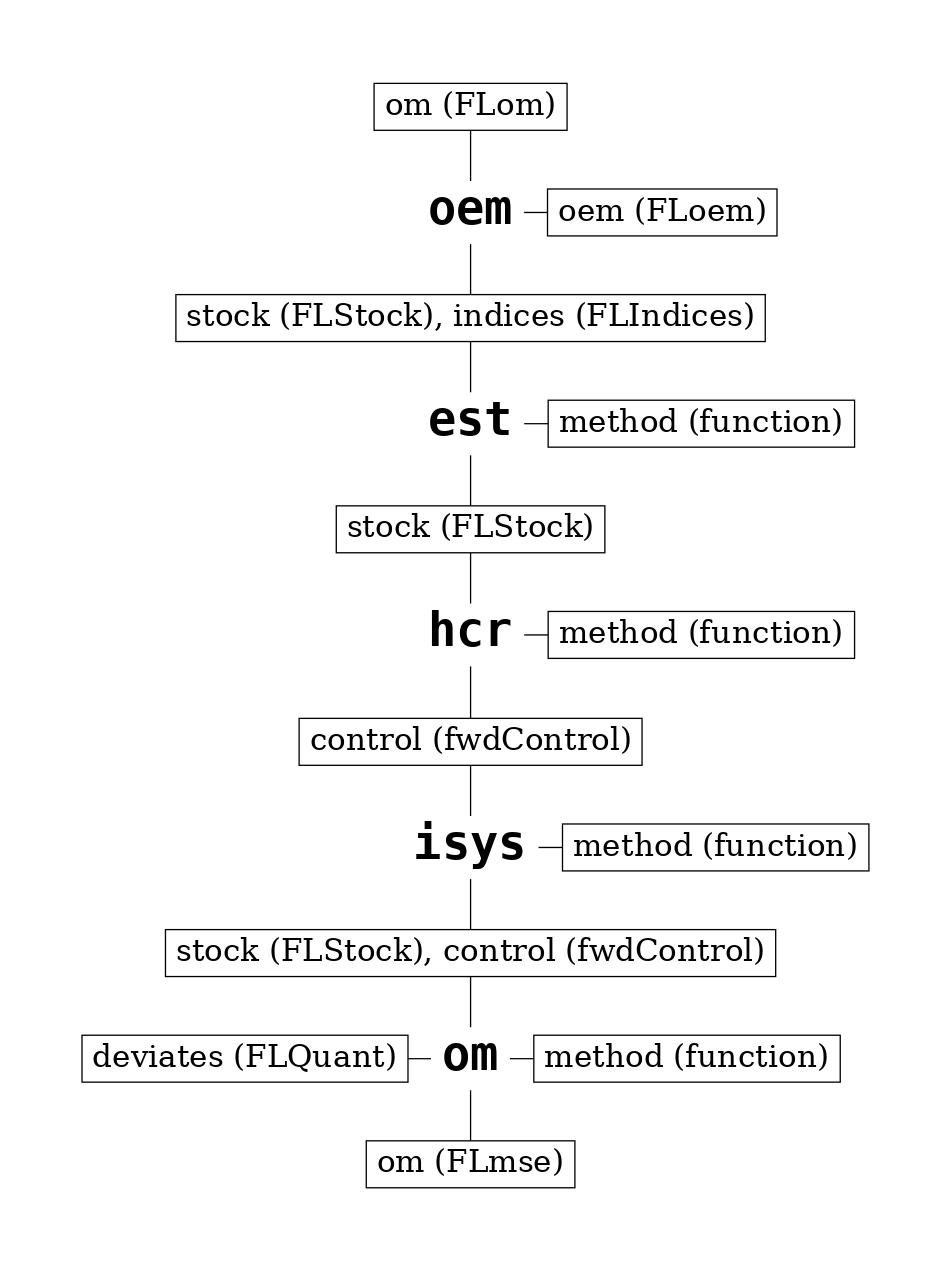 om (FLom)
oem
oem (FLoem)
stock (FLStock), indices (FLIndices)
est
method (function)
stock (FLStock)
hcr
method (function)
control (fwdControl)
isys
method (function)
stock (FLStock), control (fwdControl)
deviates (FLQuant)
om
method (function)
om (FLmse)